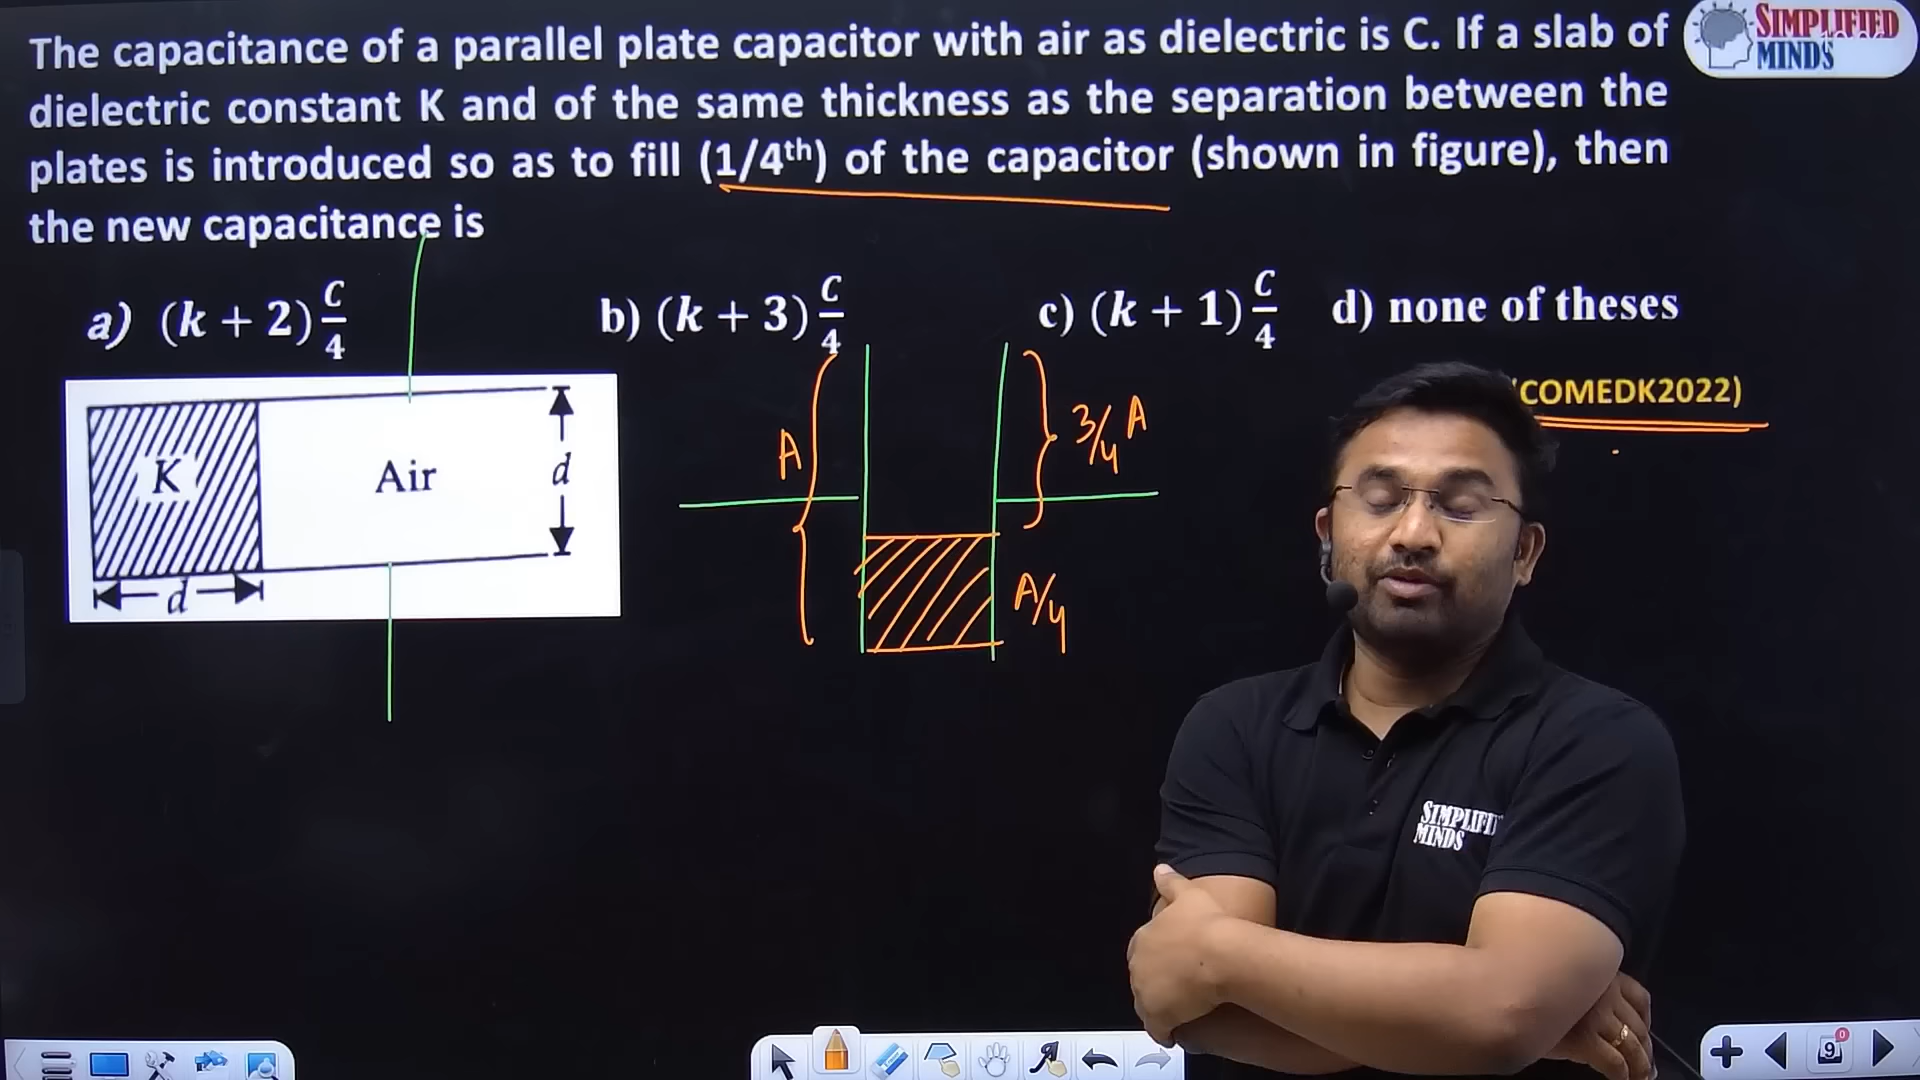 The capacitance of a parallel plate capacitor with air as dielectric is C. If a slab of
dielectric constant K and of the same thickness as the separation between the
plates is introduced so as to fill (1/4ᵗʰ) of the capacitor (shown in figure), then
the new capacitance is
SIMPLIFIED
MINDS
a) (k + 2) C/4
b) (k + 3) C/4
c) (k + 1) C/4
d) none of theses
(COMEDK2022)
K
Air
d
d
A
3/4 A
A/4
SIMPLIFI
MINDS
9
0